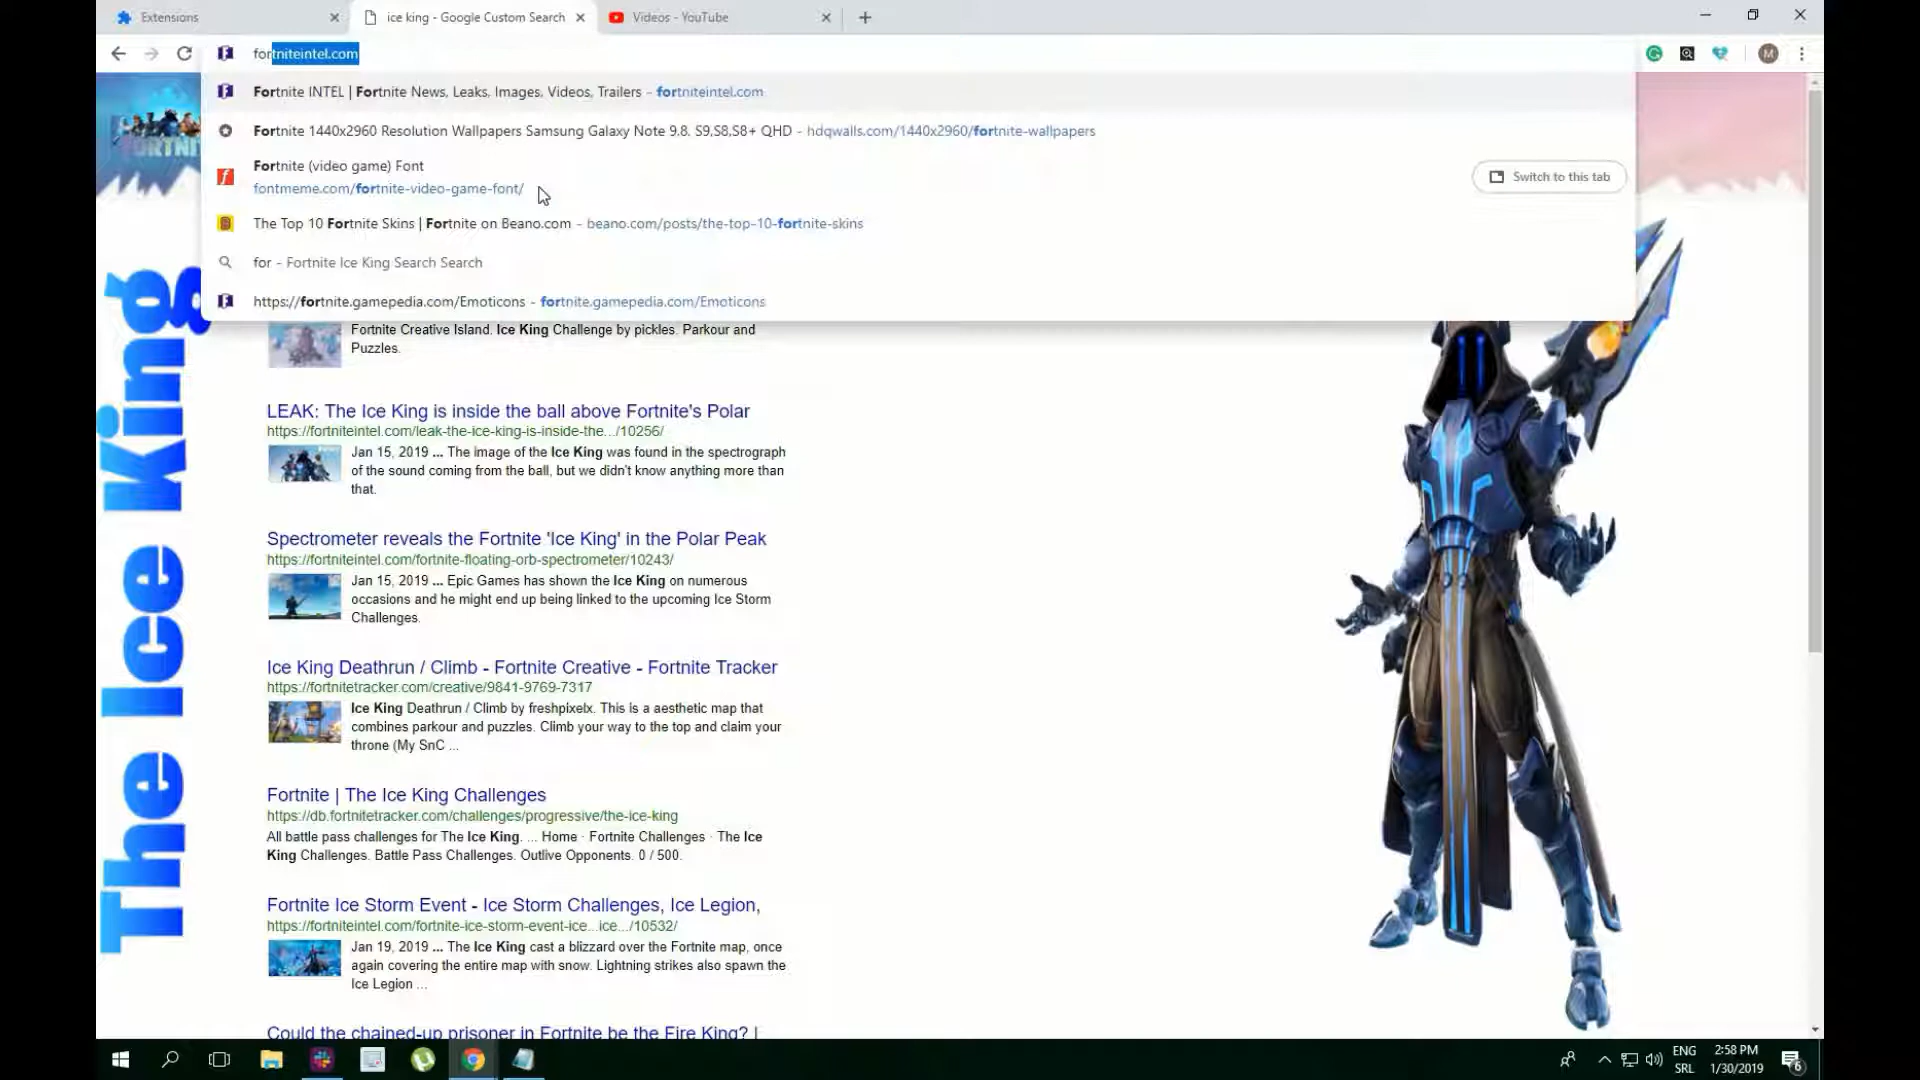 Extensions
ice king - Google Custom Search
Videos - YouTube
fortniteintel.com
M
Fortnite INTEL | Fortnite News, Leaks, Images, Videos, Trailers - fortniteintel.com
Fortnite 1440x2960 Resolution Wallpapers Samsung Galaxy Note 9.8. S9,S8,S8+ QHD - hdqwalls.com/1440x2960/fortnite-wallpapers
Fortnite (video game) Font
fontmeme.com/fortnite-video-game-font/
Switch to this tab
The Top 10 Fortnite Skins | Fortnite on Beano.com - beano.com/posts/the-top-10-fortnite-skins
for - Fortnite Ice King Search Search
https://fortnite.gamepedia.com/Emoticons - fortnite.gamepedia.com/Emoticons
The Ice King
Fortnite Creative Island. Ice King Challenge by pickles. Parkour and
Puzzles.
LEAK: The Ice King is inside the ball above Fortnite's Polar
https://fortniteintel.com/leak-the-ice-king-is-inside-the.../10256/
Jan 15, 2019 ... The image of the Ice King was found in the spectrograph
of the sound coming from the ball, but we didn't know anything more than
that.
Spectrometer reveals the Fortnite 'Ice King' in the Polar Peak
https://fortniteintel.com/fortnite-floating-orb-spectrometer/10243/
Jan 15, 2019 ... Epic Games has shown the Ice King on numerous
occasions and he might end up being linked to the upcoming Ice Storm
Challenges.
Ice King Deathrun / Climb - Fortnite Creative - Fortnite Tracker
https://fortnitetracker.com/creative/9841-9769-7317
Ice King Deathrun / Climb by freshpixelx. This is a aesthetic map that
combines parkour and puzzles. Climb your way to the top and claim your
throne (My SnC ...
Fortnite | The Ice King Challenges
https://db.fortnitetracker.com/challenges/progressive/the-ice-king
All battle pass challenges for The Ice King. ... Home · Fortnite Challenges · The Ice
King Challenges. Battle Pass Challenges. Outlive Opponents. 0 / 500.
Fortnite Ice Storm Event - Ice Storm Challenges, Ice Legion,
https://fortniteintel.com/fortnite-ice-storm-event-ice...ice.../10532/
Jan 19, 2019 ... The Ice King cast a blizzard over the Fortnite map, once
again covering the entire map with snow. Lightning strikes also spawn the
Ice Legion ...
Could the chained-up prisoner in Fortnite be the Fire King? |
ENG
SRL
2:58 PM
1/30/2019
6